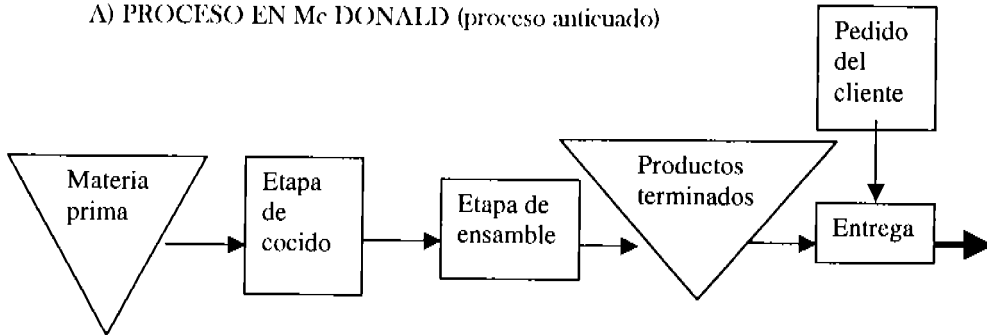 A) PROCESO EN Mc DONALD (proceso anticuado)
Pedido
del
cliente
Materia
prima
Etapa
de
cocido
Etapa de
ensamble
Productos
terminados
Entrega